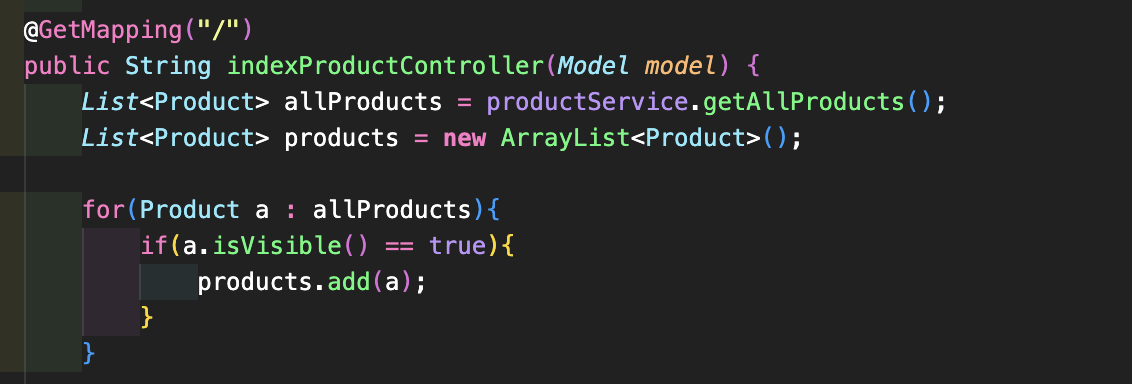 @GetMapping("/")
public String indexProductController(Model model) {
    List<Product> allProducts = productService.getAllProducts();
    List<Product> products = new ArrayList<Product>();

    for(Product a : allProducts){
        if(a.isVisible() == true){
            products.add(a);
        }
    }